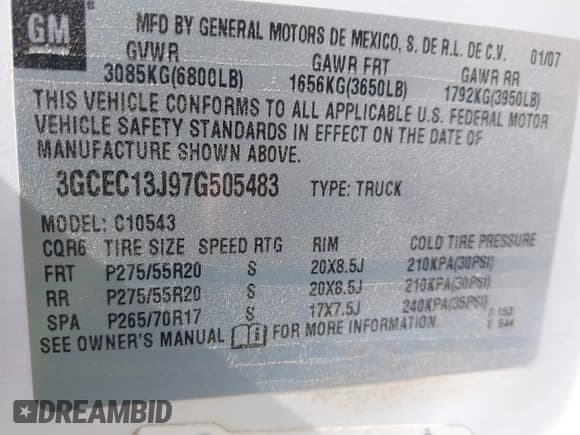 GM
MFD BY GENERAL MOTORS DE MEXICO, S. DE R.L. DE C.V. 01/07
GVWR GAWR FRT GAWR RR
3085KG(6800LB) 1656KG(3650LB) 1792KG(3950LB)
THIS VEHICLE CONFORMS TO ALL APPLICABLE U.S. FEDERAL MOTOR
VEHICLE SAFETY STANDARDS IN EFFECT ON THE DATE OF
MANUFACTURE SHOWN ABOVE.
3GCEC13J97G505483 TYPE: TRUCK
MODEL: C10543
CQR6 TIRE SIZE SPEED RTG RIM COLD TIRE PRESSURE
FRT P275/55R20 S 20X8.5J 210KPA(30PSI)
RR P275/55R20 S 20X8.5J 210KPA(30PSI)
SPA P265/70R17 S 17X7.5J 240KPA(35PSI)
SEE OWNER'S MANUAL FOR MORE INFORMATION.
153
544
DREAMBID